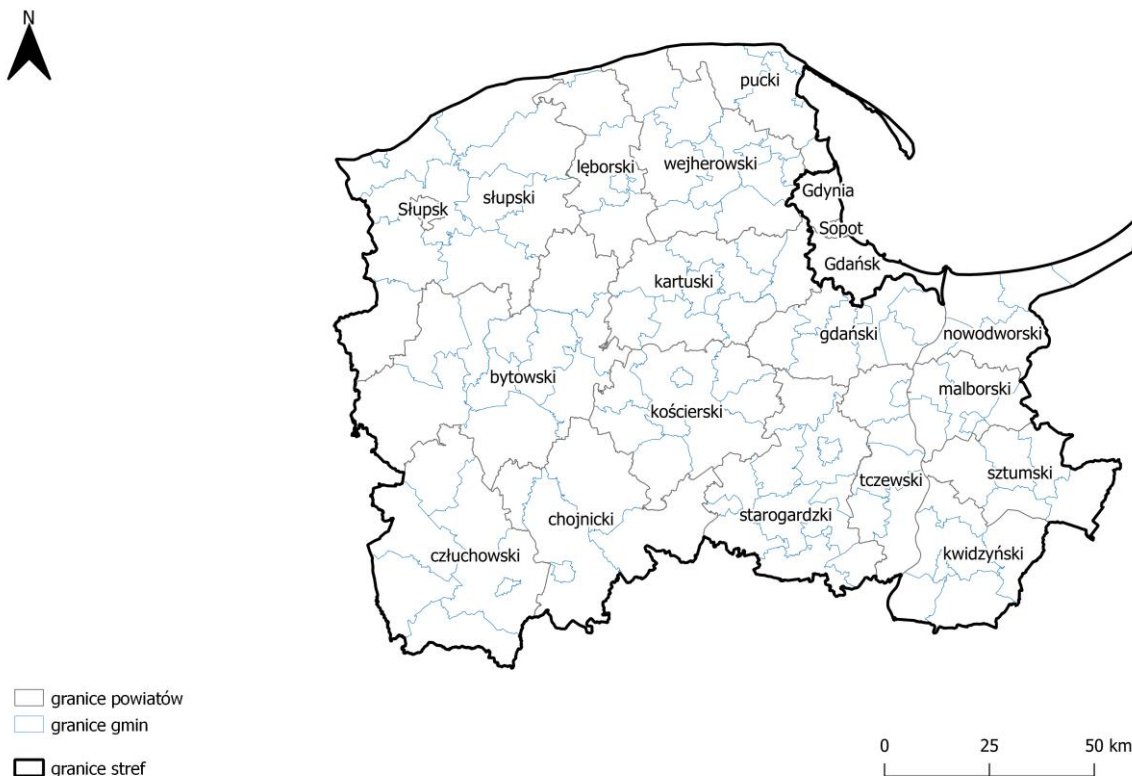 N
pucki
lęborski
wejherowski
Gdynia
Słupsk
słupski
Sopot
Gdańsk
kartuski
gdański
nowodworski
bytowski
malborski
kościerski
sztumski
tczewski
chojnicki
starogardzki
człuchowski
kwidzyński
granice powiatów
granice gmin
granice stref
0 25 50 km